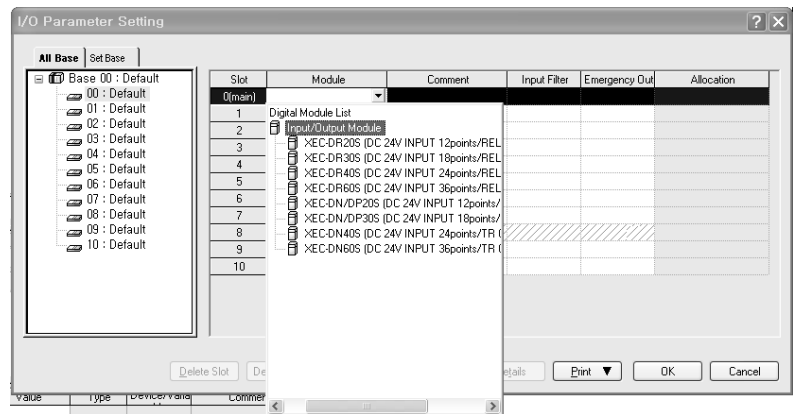 I/O Parameter Setting
All Base Set Base
Base 00 : Default
00 : Default
01 : Default
02 : Default
03 : Default
04 : Default
05 : Default
06 : Default
07 : Default
08 : Default
09 : Default
10 : Default
Slot Module Comment Input Filter Emergency Out Allocation
0(main)
1
2
3
4
5
6
7
8
9
10
Digital Module List
Input/Output Module
XEC-DR20S (DC 24V INPUT 12points/REL
XEC-DR30S (DC 24V INPUT 18points/REL
XEC-DR40S (DC 24V INPUT 24points/REL
XEC-DR60S (DC 24V INPUT 36points/REL
XEC-DN/DP20S (DC 24V INPUT 12points/
XEC-DN/DP30S (DC 24V INPUT 18points/
XEC-DN40S (DC 24V INPUT 24points/TR (
XEC-DN60S (DC 24V INPUT 36points/TR (
Delete Slot De etails Print ▼ OK Cancel
Value Type Device/Varia Commer